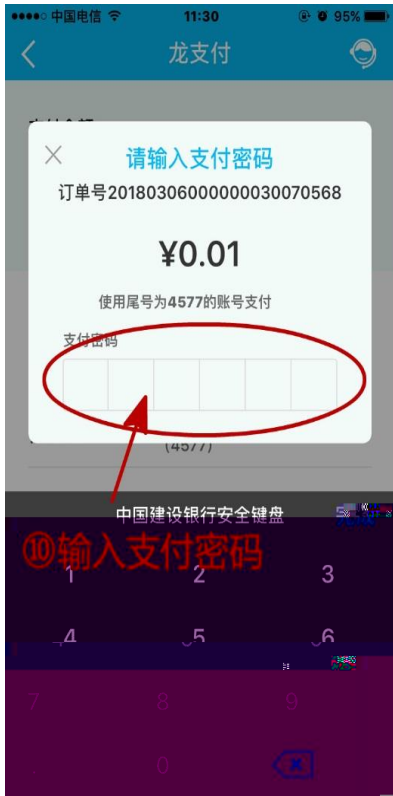 中国电信 11:30 95%
龙支付
请输入支付密码
订单号20180306000000030070568
¥0.01
使用尾号为4577的账号支付
支付密码
(4577)
中国建设银行安全键盘
⑩输入支付密码
1 2 3
4 5 6
7 8 9
. 0